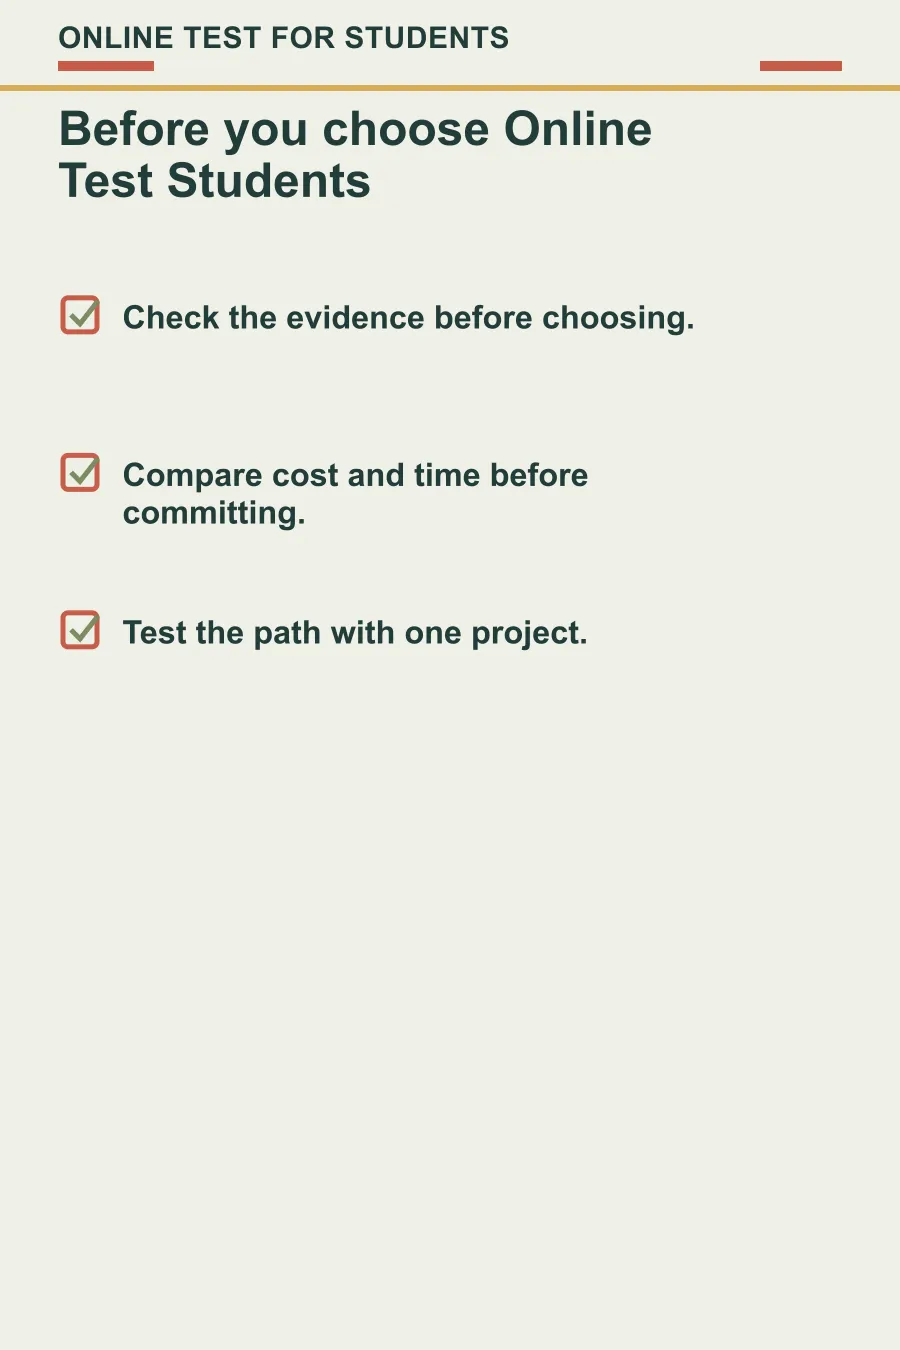 ONLINE TEST FOR STUDENTS
Before you choose Online
Test Students
Check the evidence before choosing.
Compare cost and time before
committing.
Test the path with one project.